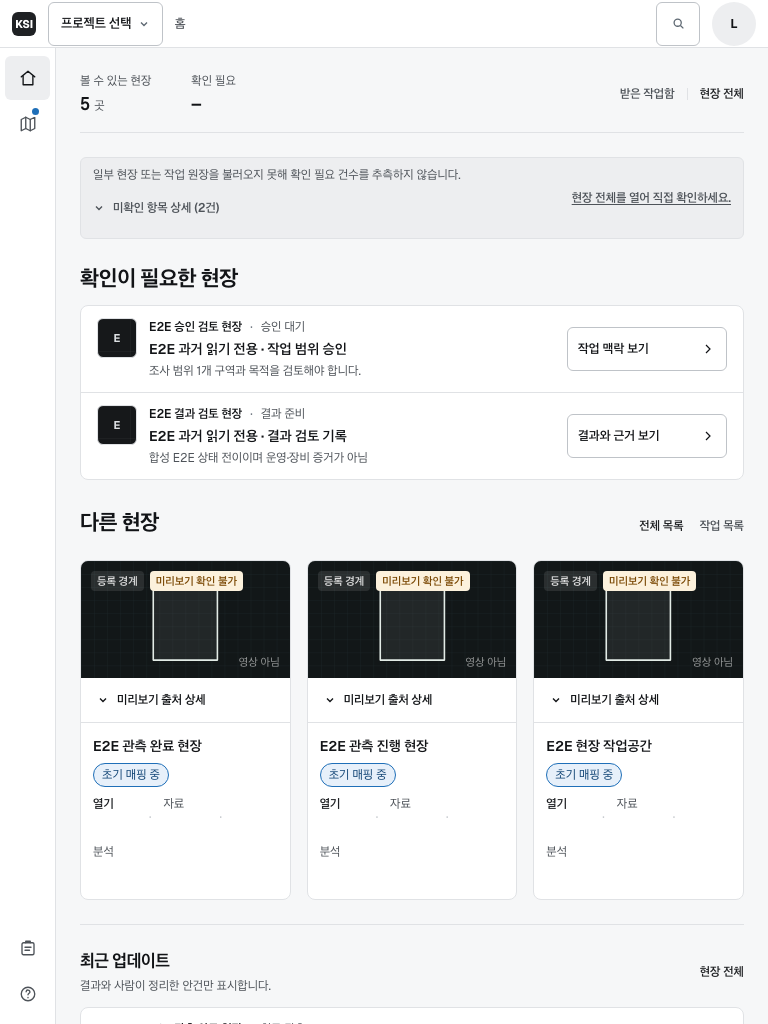 KSI
프로젝트 선택
홈
L
볼 수 있는 현장
확인 필요
5 곳
–
받은 작업함
현장 전체
일부 현장 또는 작업 원장을 불러오지 못해 확인 필요 건수를 추측하지 않습니다.
현장 전체를 열어 직접 확인하세요.
미확인 항목 상세 (2건)
확인이 필요한 현장
E
E2E 승인 검토 현장 · 승인 대기
E2E 과거 읽기 전용 · 작업 범위 승인
조사 범위 1개 구역과 목적을 검토해야 합니다.
작업 맥락 보기
E
E2E 결과 검토 현장 · 결과 준비
E2E 과거 읽기 전용 · 결과 검토 기록
합성 E2E 상태 전이이며 운영·장비 증거가 아님
결과와 근거 보기
다른 현장
전체 목록
작업 목록
등록 경계
미리보기 확인 불가
영상 아님
미리보기 출처 상세
E2E 관측 완료 현장
초기 매핑 중
열기
자료
분석
등록 경계
미리보기 확인 불가
영상 아님
미리보기 출처 상세
E2E 관측 진행 현장
초기 매핑 중
열기
자료
분석
등록 경계
미리보기 확인 불가
영상 아님
미리보기 출처 상세
E2E 현장 작업공간
초기 매핑 중
열기
자료
분석
최근 업데이트
결과와 사람이 정리한 안건만 표시합니다.
현장 전체